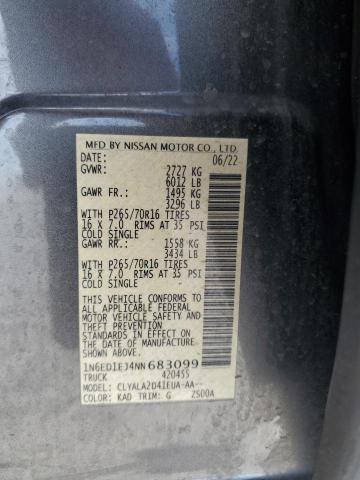 MFD BY NISSAN MOTOR CO., LTD.
DATE: 06/22
GVWR: 2727 KG
6012 LB
GAWR FR.: 1495 KG
3296 LB
WITH P265/70R16 TIRES
16 X 7.0 RIMS AT 35 PSI
COLD SINGLE
GAWR RR.: 1558 KG
3434 LB
WITH P265/70R16 TIRES
16 X 7.0 RIMS AT 35 PSI
COLD SINGLE
THIS VEHICLE CONFORMS TO
ALL APPLICABLE FEDERAL
MOTOR VEHICLE SAFETY
STANDARDS IN EFFECT ON
THE DATE OF MANUFACTURE
SHOWN ABOVE.
1N6ED1EJ4NN683099
TRUCK 420455
MODEL: CLYALA2D41EUA-AA--
COLOR: KAD TRIM: G ZS00A